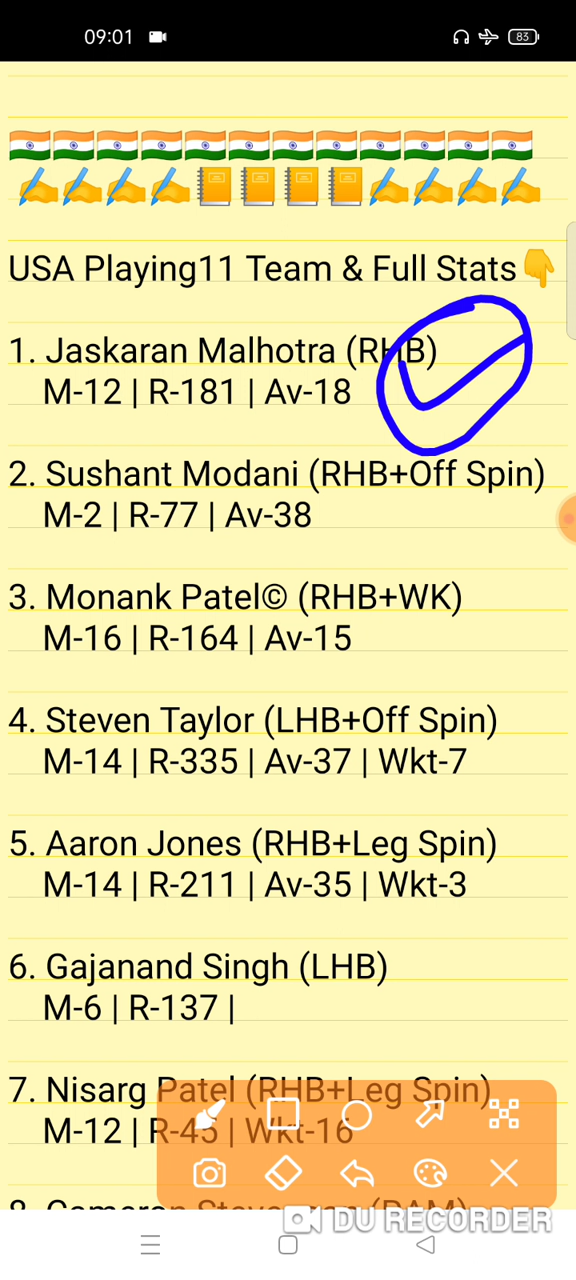 09:01
83
USA Playing11 Team & Full Stats
1. Jaskaran Malhotra (RHB)
M-12 | R-181 | Av-18
2. Sushant Modani (RHB+Off Spin)
M-2 | R-77 | Av-38
3. Monank Patel© (RHB+WK)
M-16 | R-164 | Av-15
4. Steven Taylor (LHB+Off Spin)
M-14 | R-335 | Av-37 | Wkt-7
5. Aaron Jones (RHB+Leg Spin)
M-14 | R-211 | Av-35 | Wkt-3
6. Gajanand Singh (LHB)
M-6 | R-137 |
7. Nisarg Patel (RHB+Leg Spin)
M-12 | R-45 | Wkt-16
8. Cameron (RAM)
DU RECORDER